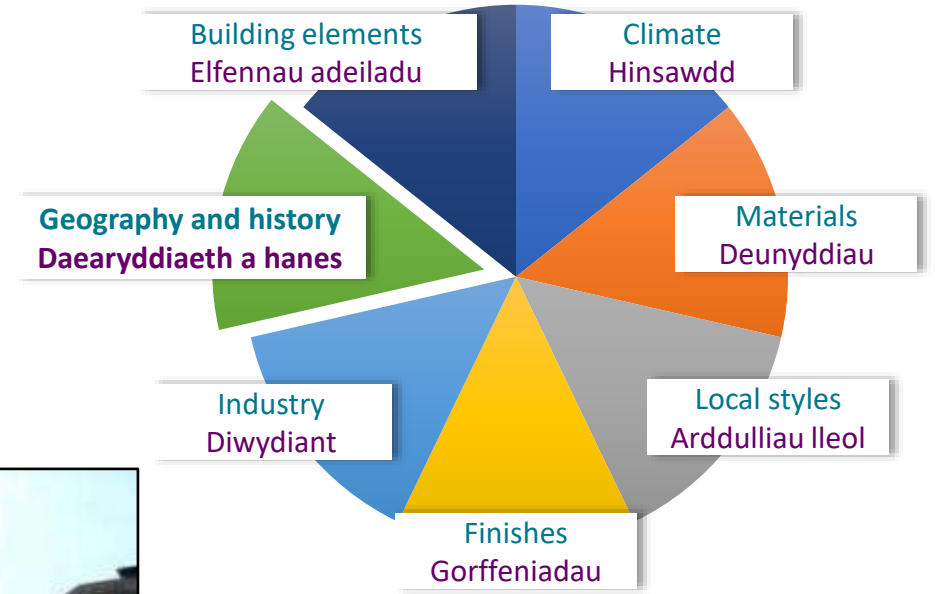 Building elements
Elfennau adeiladu
Climate
Hinsawdd
Geography and history
Daearyddiaeth a hanes
Materials
Deunyddiau
Industry
Diwydiant
Local styles
Arddulliau lleol
Finishes
Gorffeniadau